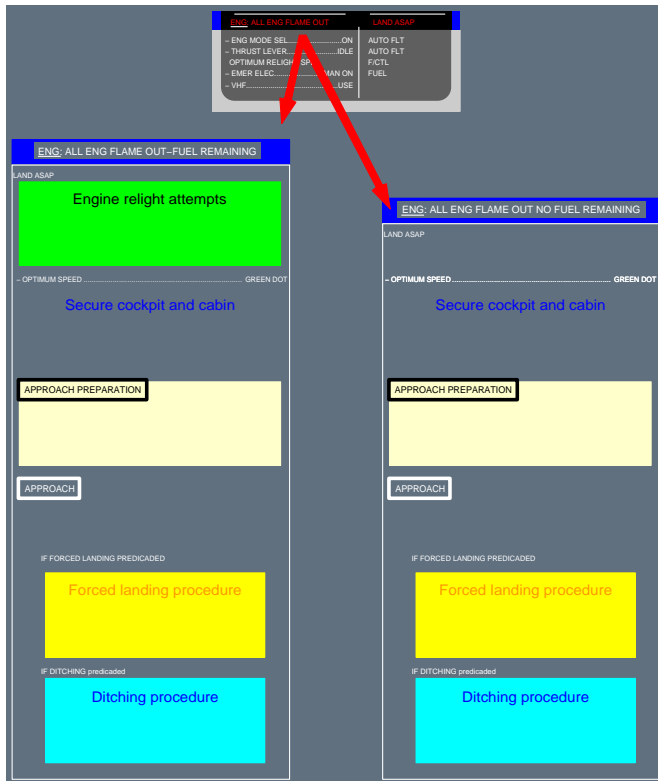 ENG: ALL ENG FLAME OUT LAND ASAP
– ENG MODE SEL........................ON AUTO FLT
– THRUST LEVER......................IDLE AUTO FLT
OPTIMUM RELIGH SP F/CTL
– EMER ELEC....................MAN ON FUEL
– VHF......................................USE
ENG: ALL ENG FLAME OUT–FUEL REMAINING
LAND ASAP
Engine relight attempts
– OPTIMUM SPEED ........................................ GREEN DOT
Secure cockpit and cabin
APPROACH PREPARATION
APPROACH
IF FORCED LANDING PREDICADED
Forced landing procedure
IF DITCHING predicaded
Ditching procedure
ENG: ALL ENG FLAME OUT NO FUEL REMAINING
LAND ASAP
– OPTIMUM SPEED ........................................ GREEN DOT
Secure cockpit and cabin
APPROACH PREPARATION
APPROACH
IF FORCED LANDING PREDICADED
Forced landing procedure
IF DITCHING predicaded
Ditching procedure